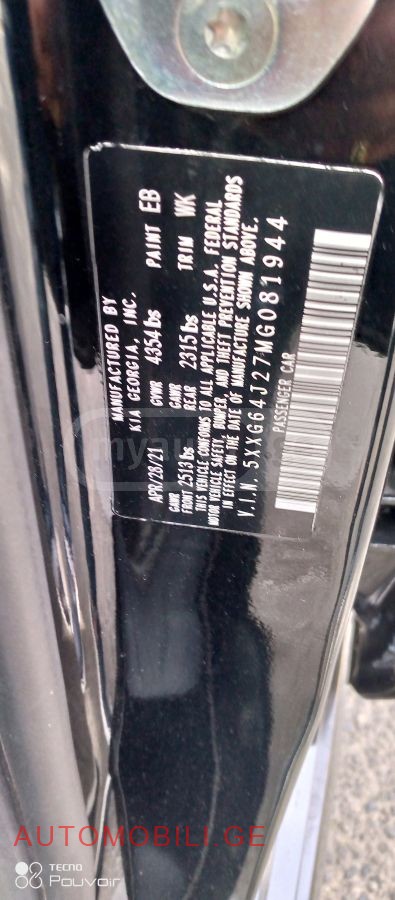 MANUFACTURED BY
KIA GEORGIA, INC.
APR/28/21 GVWR 4354lbs PAINT EB
GAWR FRONT 2513lbs GAWR REAR 2315lbs TRIM WK
THIS VEHICLE CONFORMS TO ALL APPLICABLE U.S.A. FEDERAL
MOTOR VEHICLE SAFETY, BUMPER, AND THEFT PREVENTION STANDARDS
IN EFFECT ON THE DATE OF MANUFACTURE SHOWN ABOVE.
V.I.N. 5XXG64J27MG081944
PASSENGER CAR
AUTOMOBILI.GE
TECNO
Pouvoir